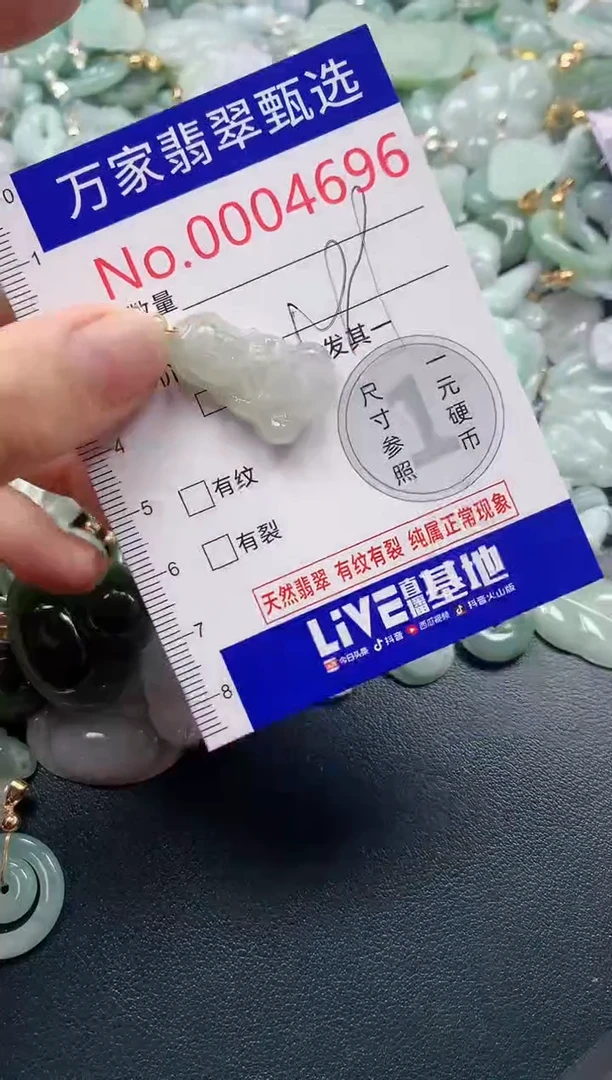 万家翡翠甄选
No.0004696
数量
发其一
有纹
有裂
一元硬币
1
尺寸参照
天然翡翠 有纹有裂 纯属正常现象
LiVE直播基地
今日头条 抖音 西瓜视频 抖音火山版
0
1
4
5
6
7
8